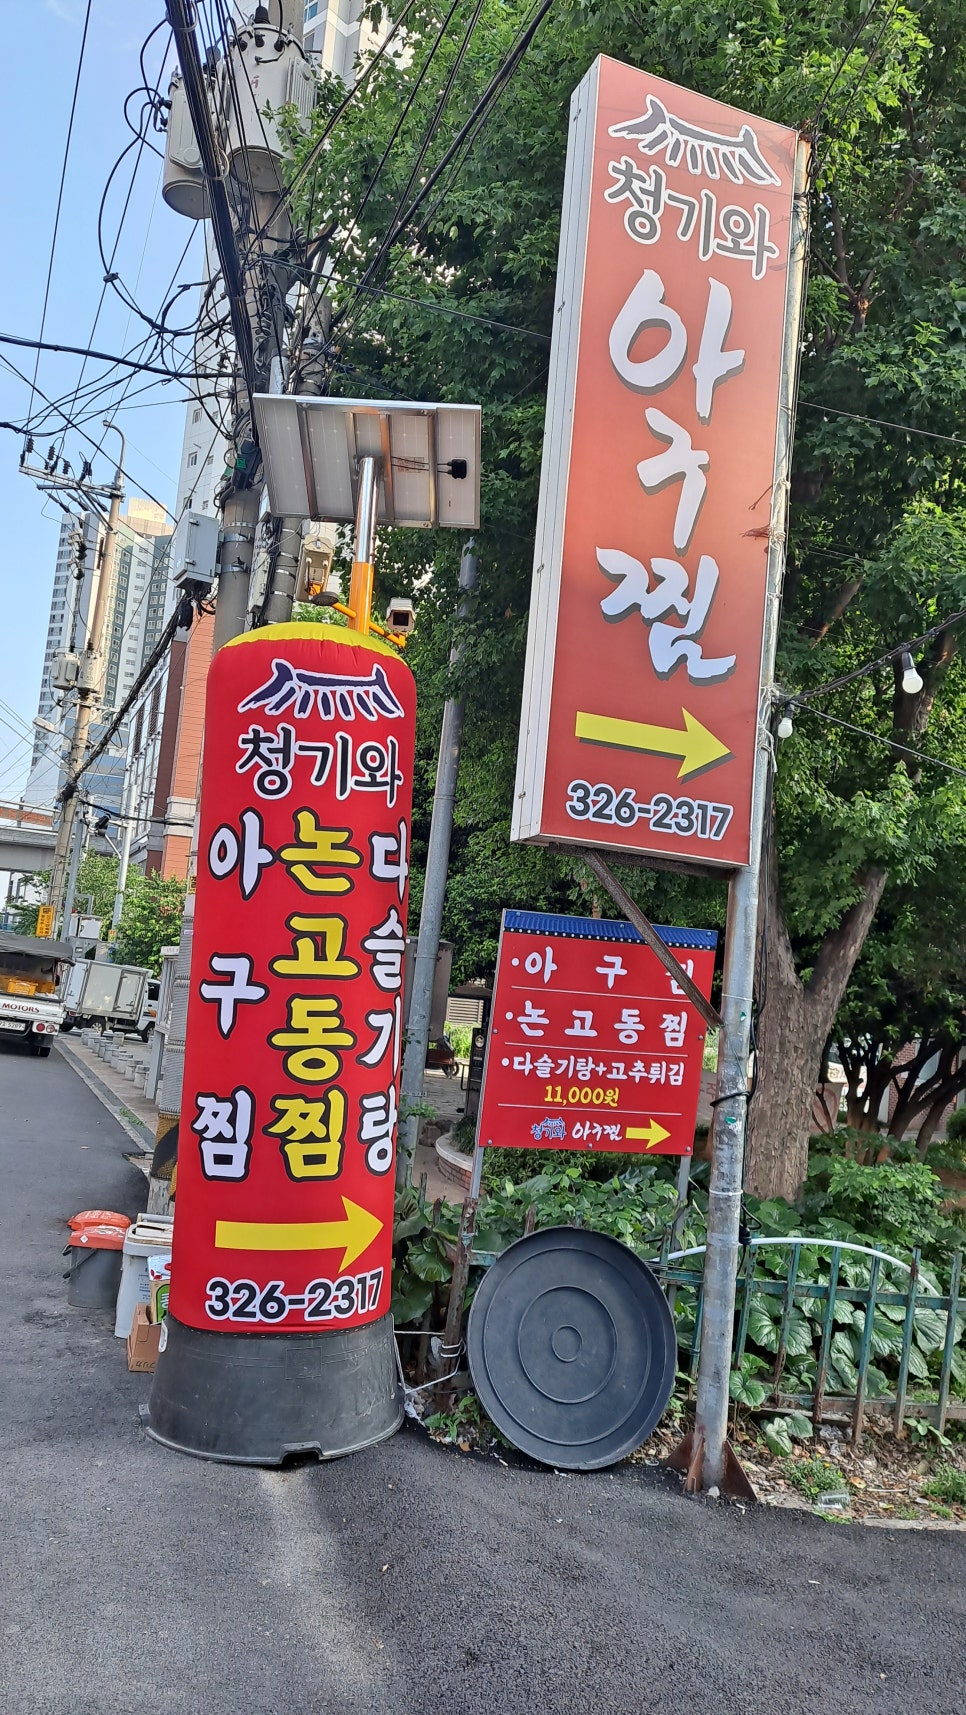 청기와
아구찜
326-2317
청기와
아구찜
논고동찜
다슬기탕
326-2317
·아 구 찜
·논고동찜
·다슬기탕+고추튀김
11,000원
청기와 아구찜
MOTORS